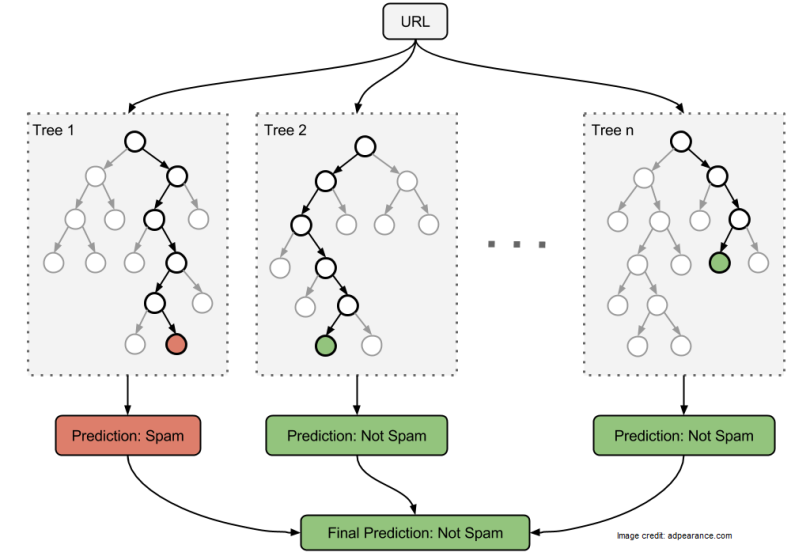 URL
Tree 1
Tree 2
Tree n
Prediction: Spam
Prediction: Not Spam
Prediction: Not Spam
Final Prediction: Not Spam
Image credit: adpearance.com